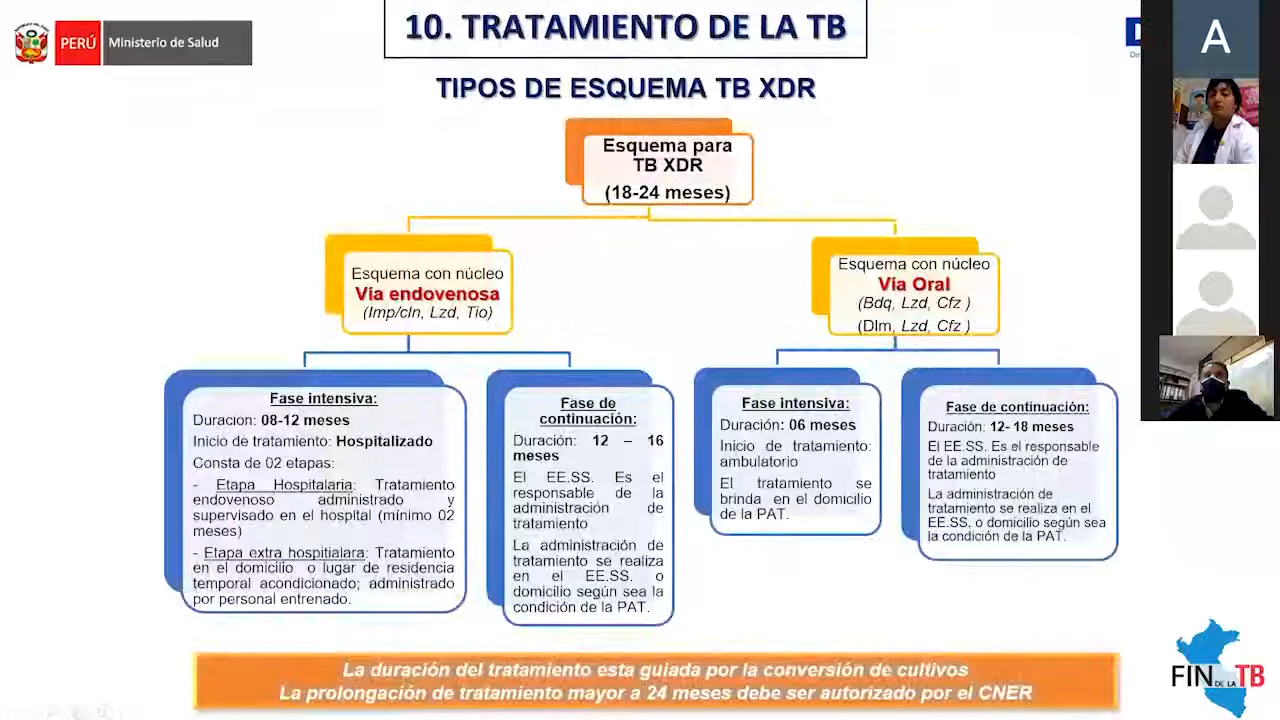 10. TRATAMIENTO DE LA TB
PERÚ
Ministerio de Salud
A
TIPOS DE ESQUEMA TB XDR
Esquema para
TB XDR
(18-24 meses)
Esquema con núcleo
Vía endovenosa
(Imp/cln, Lzd, Tio)
Esquema con núcleo
Vía Oral
(Bdq, Lzd, Cfz )
(Dlm, Lzd, Cfz )
Fase intensiva:
Duracion: 08-12 meses
Inicio de tratamiento: Hospitalizado
Consta de 02 etapas:
- Etapa Hospitalaria: Tratamiento
endovenoso administrado y
supervisado en el hospital (mínimo 02
meses)
- Etapa extra hospitialara: Tratamiento
en el domicilio o lugar de residencia
temporal acondicionado; administrado
por personal entrenado.
Fase de
continuación:
Duración: 12 – 16
meses
El EE.SS. Es el
responsable de la
administración de
tratamiento
La administración de
tratamiento se realiza
en el EE.SS. o
domicilio según sea la
condición de la PAT.
Fase intensiva:
Duración: 06 meses
Inicio de tratamiento:
ambulatorio
El tratamiento se
brinda en el domicilio
de la PAT.
Fase de continuación:
Duración: 12- 18 meses
El EE.SS. Es el responsable
de la administración de
tratamiento
La administración de
tratamiento se realiza en el
EE.SS. o domicilio según sea
la condición de la PAT.
La duración del tratamiento esta guiada por la conversión de cultivos
La prolongación de tratamiento mayor a 24 meses debe ser autorizado por el CNER
FIN DE LA TB